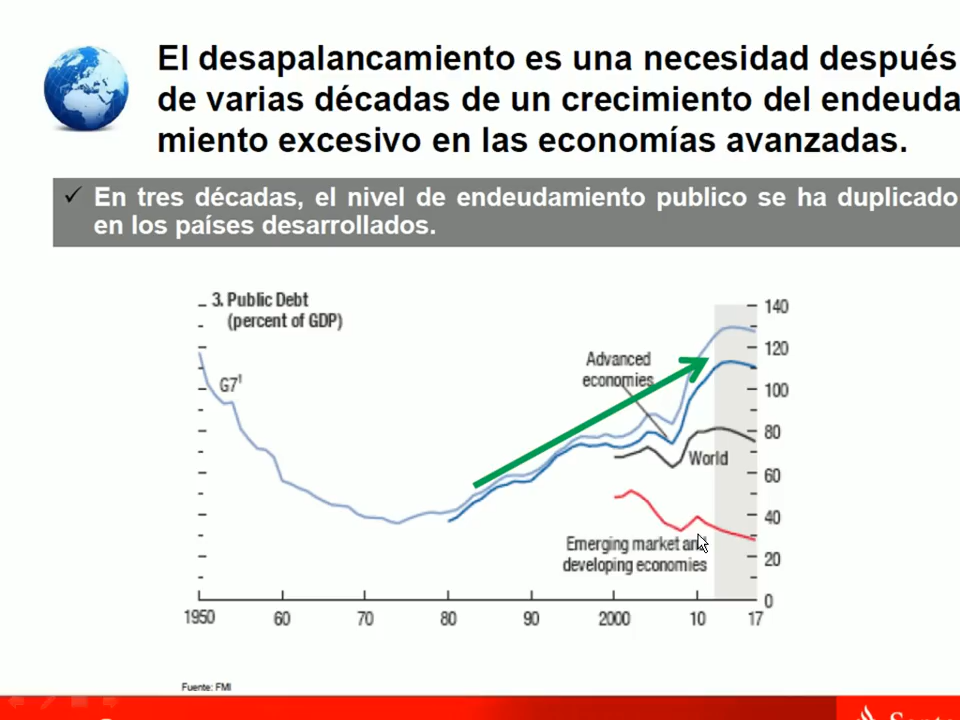 El desapalancamiento es una necesidad después
de varias décadas de un crecimiento del endeuda
miento excesivo en las economías avanzadas.
✓ En tres décadas, el nivel de endeudamiento publico se ha duplicado
en los países desarrollados.
3. Public Debt
(percent of GDP)
140
120
100
80
60
40
20
0
G7¹
Advanced
economies
World
Emerging market and
developing economies
1950 60 70 80 90 2000 10 17
Fuente: FMI